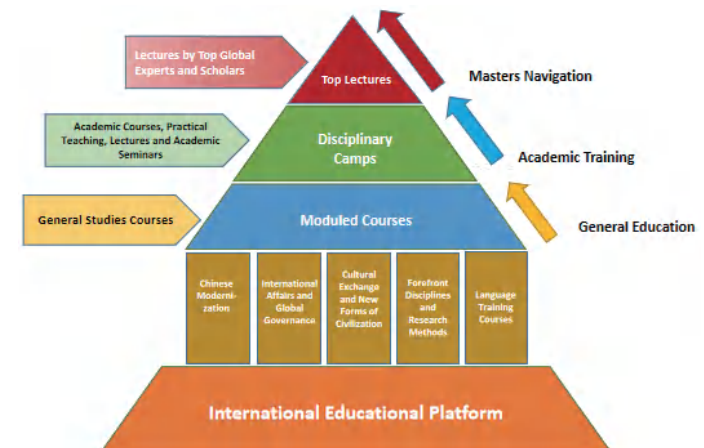 Lectures by Top Global
Experts and Scholars
Top Lectures
Masters Navigation
Academic Courses, Practical
Teaching, Lectures and Academic
Seminars
Disciplinary
Camps
Academic Training
General Studies Courses
Moduled Courses
General Education
Chinese
Moderni-
zation
International
Affairs and
Global
Governance
Cultural
Exchange
and New
Forms of
Civilization
Forefront
Disciplines
and
Research
Methods
Language
Training
Courses
International Educational Platform